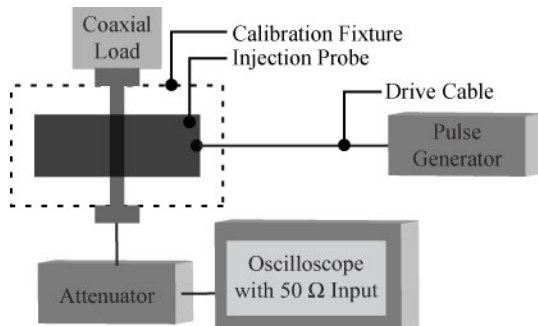 Coaxial
Load
Calibration Fixture
Injection Probe
Drive Cable
Pulse
Generator
Attenuator
Oscilloscope
with 50 Ω Input